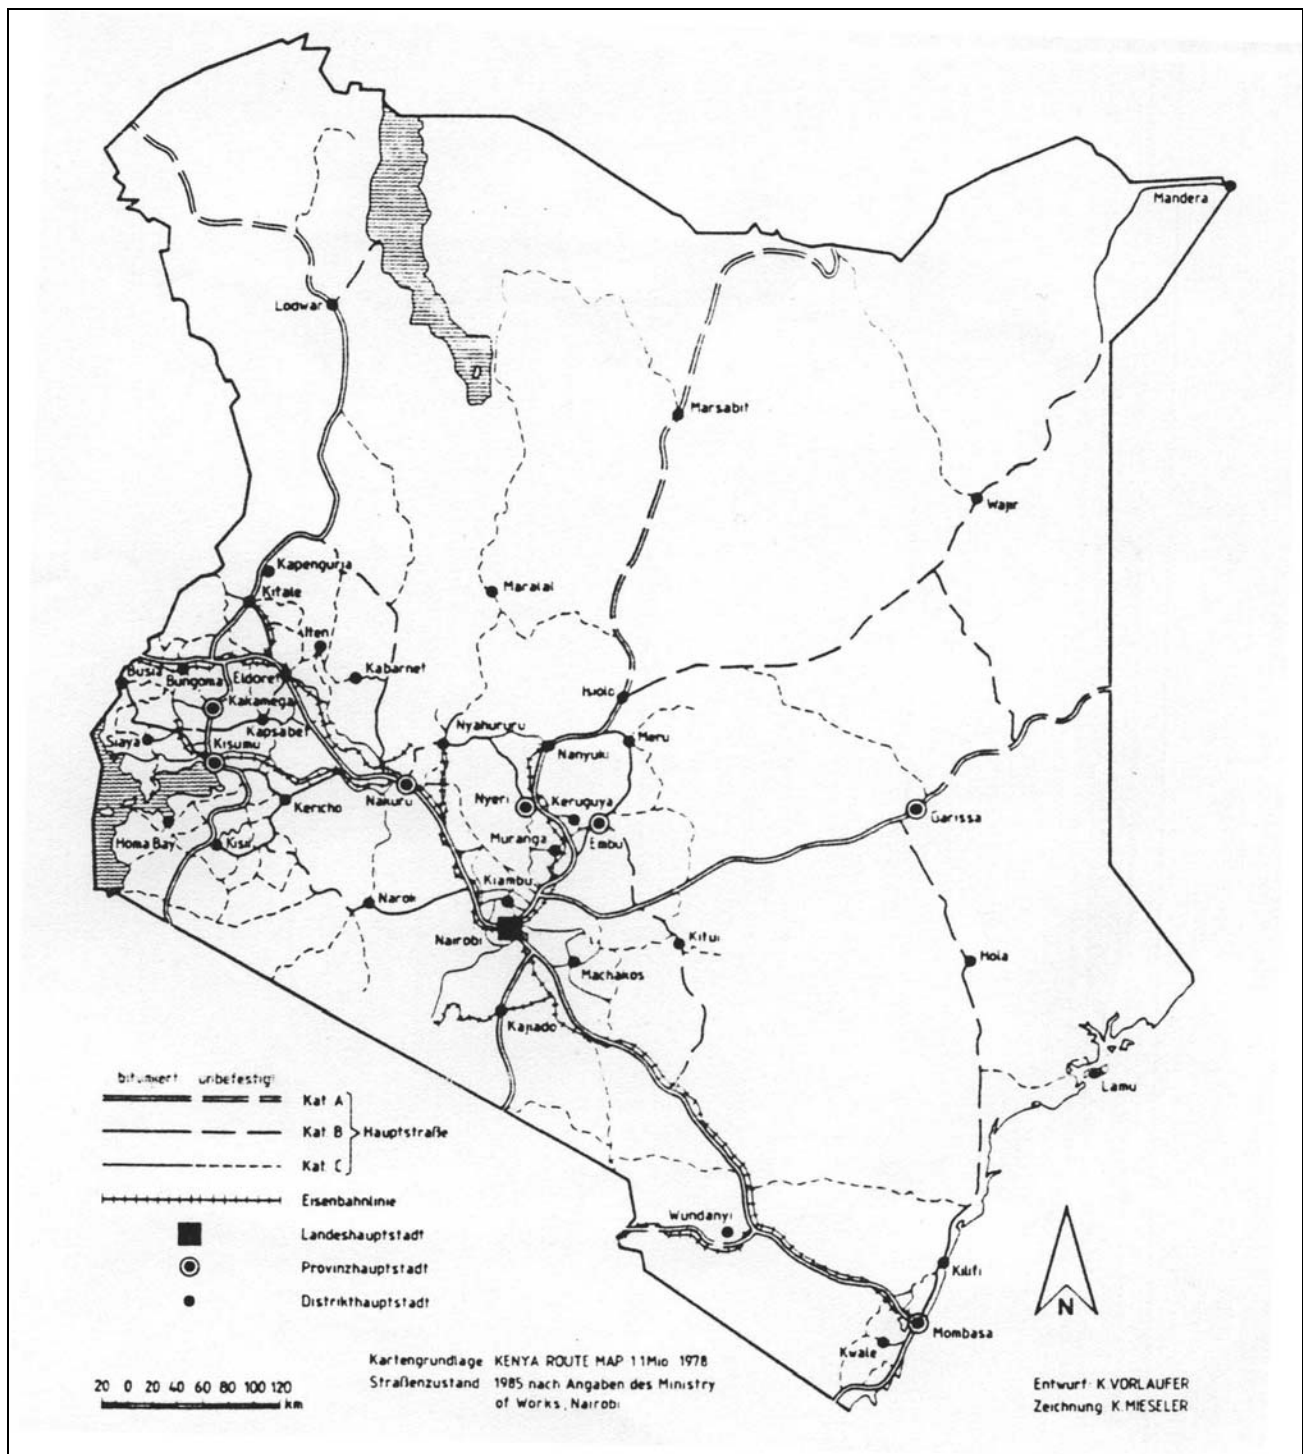 Mandera
Lodwar
D
Marsabit
Wajir
Kapenguria
Kitale
Maralal
Iten
Kabarnet
Busia
Bungoma
Eldoret
Isiolo
Kakamega
Nyahururu
Kapsabet
Meru
Siaya
Kisumu
Nanyuki
Nakuru
Nyeri
Keruguya
Garissa
Kericho
Homa Bay
Kisii
Muranga
Embu
Kiambu
Narok
Nairobi
Kitui
Machakos
Hola
Kajiado
Lamu
bitumiert unbefestigt
Kat A
Kat B Hauptstraße
Kat C
Eisenbahnlinie
Landeshauptstadt
Provinzhauptstadt
Distrikthauptstadt
Wundanyi
Kilifi
N
Mombasa
Kwale
Kartengrundlage KENYA ROUTE MAP 1 1Mio 1978
Straßenzustand 1985 nach Angaben des Ministry
of Works, Nairobi
20 0 20 40 60 80 100 120
km
Entwurf: K.VORLAUFER
Zeichnung K.MIESELER